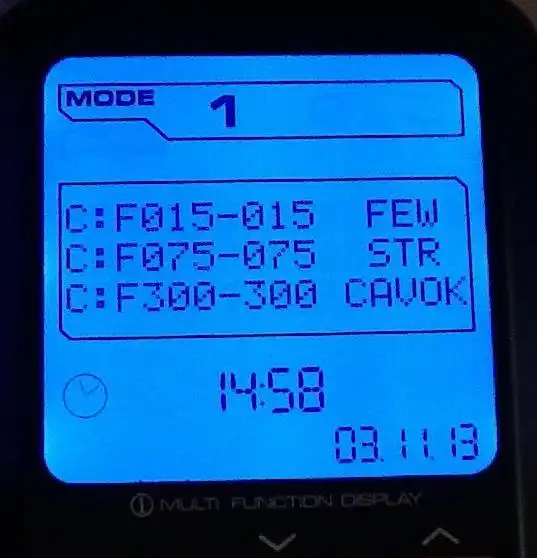 MODE 1
C:F015-015 FEW
C:F075-075 STR
C:F300-300 CAVOK
14:58
03.11.13
i MULTI FUNCTION DISPLAY